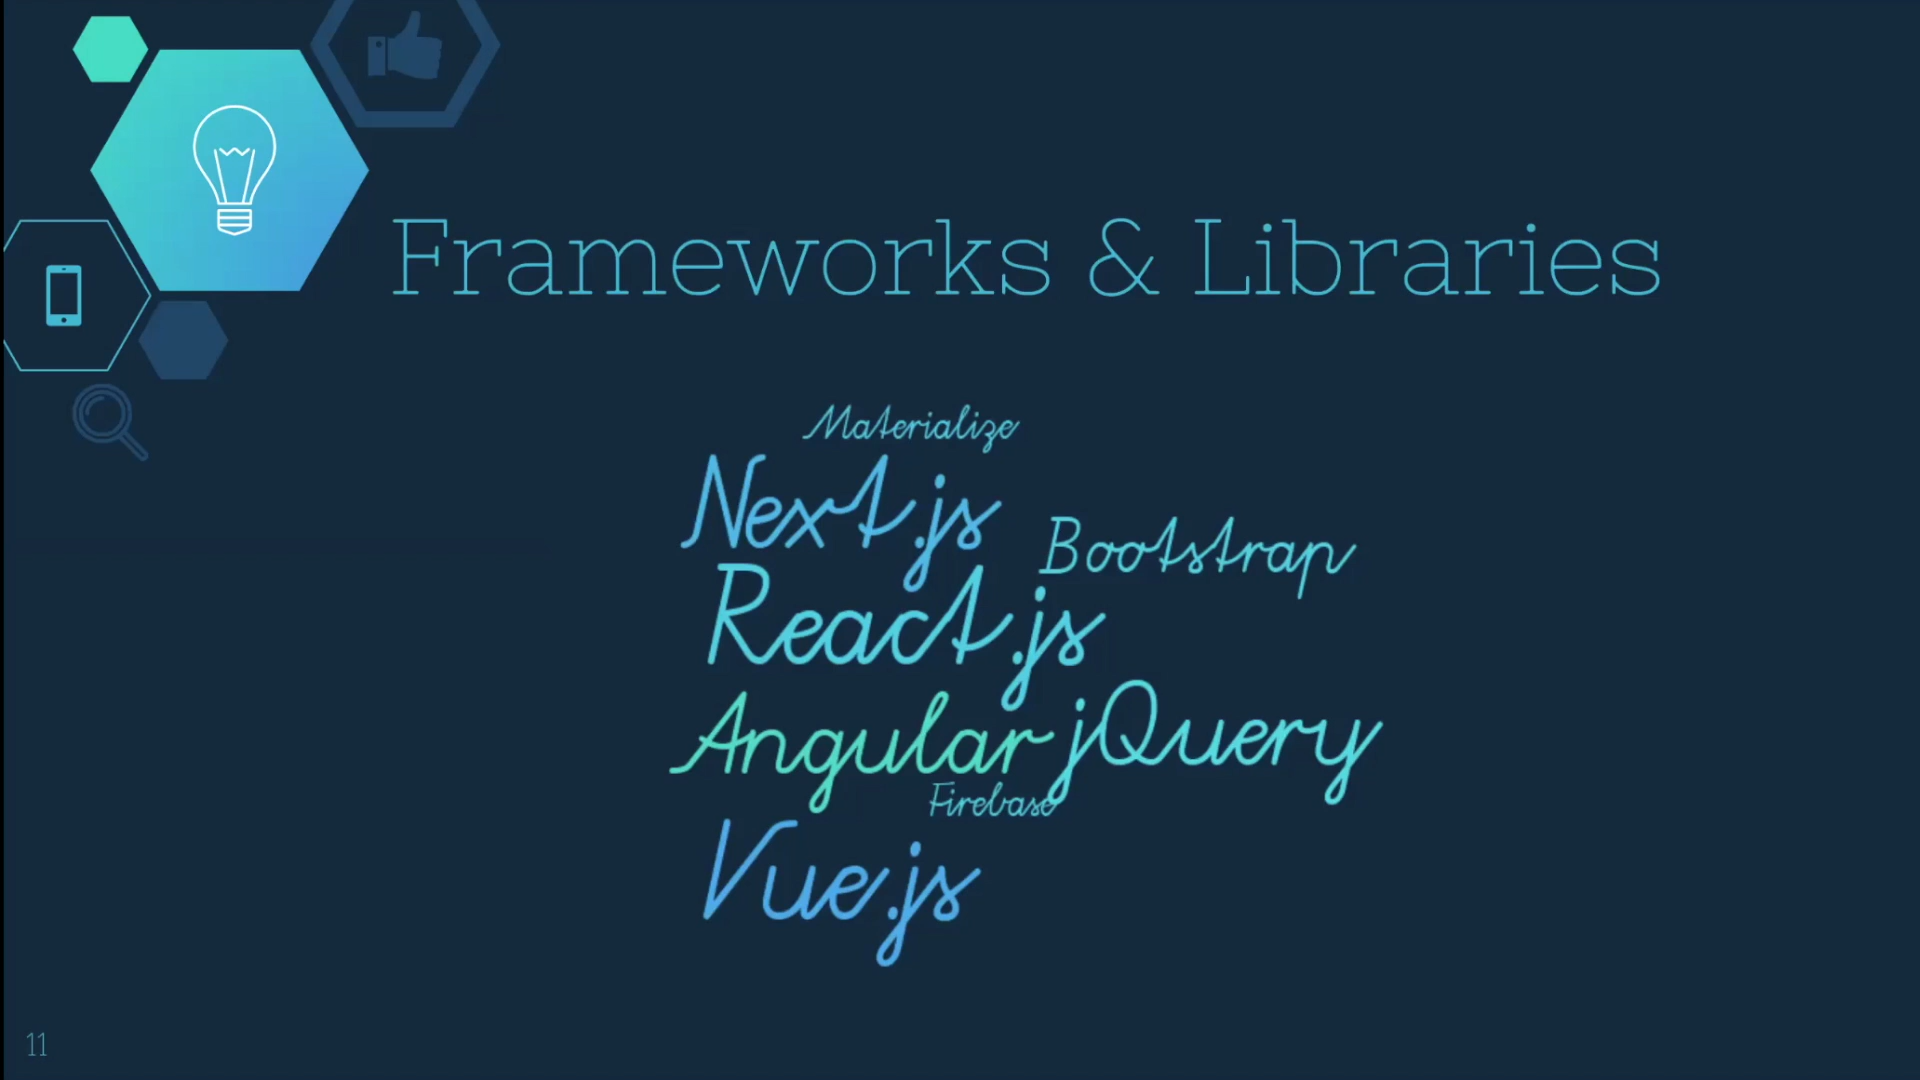 Frameworks & Libraries
Materialize
Next.js
Bootstrap
React.js
Angular
jQuery
Firebase
Vue.js
11